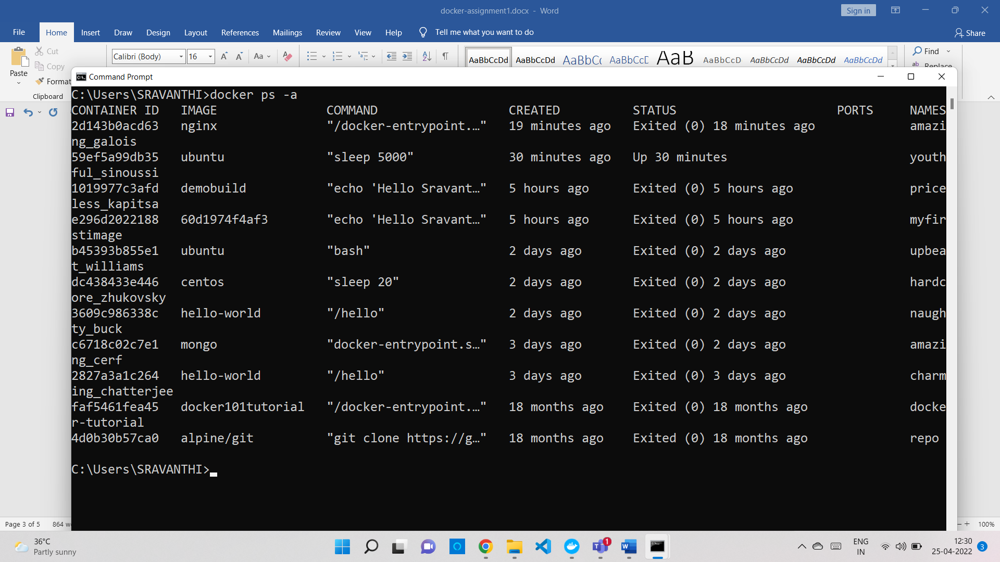 docker-assignment1.docx - Word
Sign in
File Home Insert Draw Design Layout References Mailings Review View Help Tell me what you want to do Share
Cut
Copy
Paste
Format
Clipboard
Calibri (Body) 16 Aa
AaBbCcDd AaBbCcDd AaBbCc AaBbCcD AaB AaBbCcD AaBbCcDd AaBbCcDd AaBbCcDd
Find
Replace
Command Prompt
C:\Users\SRAVANTHI>docker ps -a
CONTAINER ID   IMAGE               COMMAND                  CREATED          STATUS                      PORTS     NAMES
2d143b0acd63   nginx               "/docker-entrypoint.…"   19 minutes ago   Exited (0) 18 minutes ago             amazi
ng_galois
59ef5a99db35   ubuntu              "sleep 5000"             30 minutes ago   Up 30 minutes                         youth
ful_sinoussi
1019977c3afd   demobuild           "echo 'Hello Sravant…"   5 hours ago      Exited (0) 5 hours ago                price
less_kapitsa
e296d2022188   60d1974f4af3        "echo 'Hello Sravant…"   5 hours ago      Exited (0) 5 hours ago                myfir
stimage
b45393b855e1   ubuntu              "bash"                   2 days ago       Exited (0) 2 days ago                 upbea
t_williams
dc438433e446   centos              "sleep 20"               2 days ago       Exited (0) 2 days ago                 hardc
ore_zhukovsky
3609c986338c   hello-world         "/hello"                 2 days ago       Exited (0) 2 days ago                 naugh
ty_buck
c6718c02c7e1   mongo               "docker-entrypoint.s…"   3 days ago       Exited (0) 2 days ago                 amazi
ng_cerf
2827a3a1c264   hello-world         "/hello"                 3 days ago       Exited (0) 3 days ago                 charm
ing_chatterjee
faf5461fea45   docker101tutorial   "/docker-entrypoint.…"   18 months ago    Exited (0) 18 months ago              docke
r-tutorial
4d0b30b57ca0   alpine/git          "git clone https://g…"   18 months ago    Exited (0) 18 months ago              repo
C:\Users\SRAVANTHI>
Page 3 of 5 864 100%
36°C
Partly sunny
1
ENG
IN
12:30
25-04-2022
3